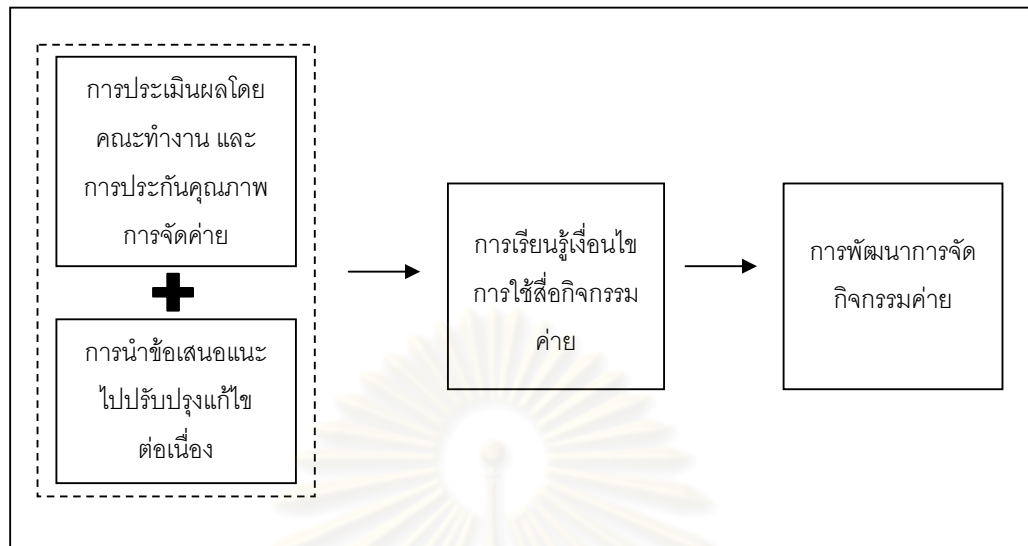 การประเมินผลโดย
คณะทำงาน และ
การประกันคุณภาพ
การจัดค่าย
การนำข้อเสนอแนะ
ไปปรับปรุงแก้ไข
ต่อเนื่อง
การเรียนรู้เงื่อนไข
การใช้สื่อกิจกรรม
ค่าย
การพัฒนาการจัด
กิจกรรมค่าย